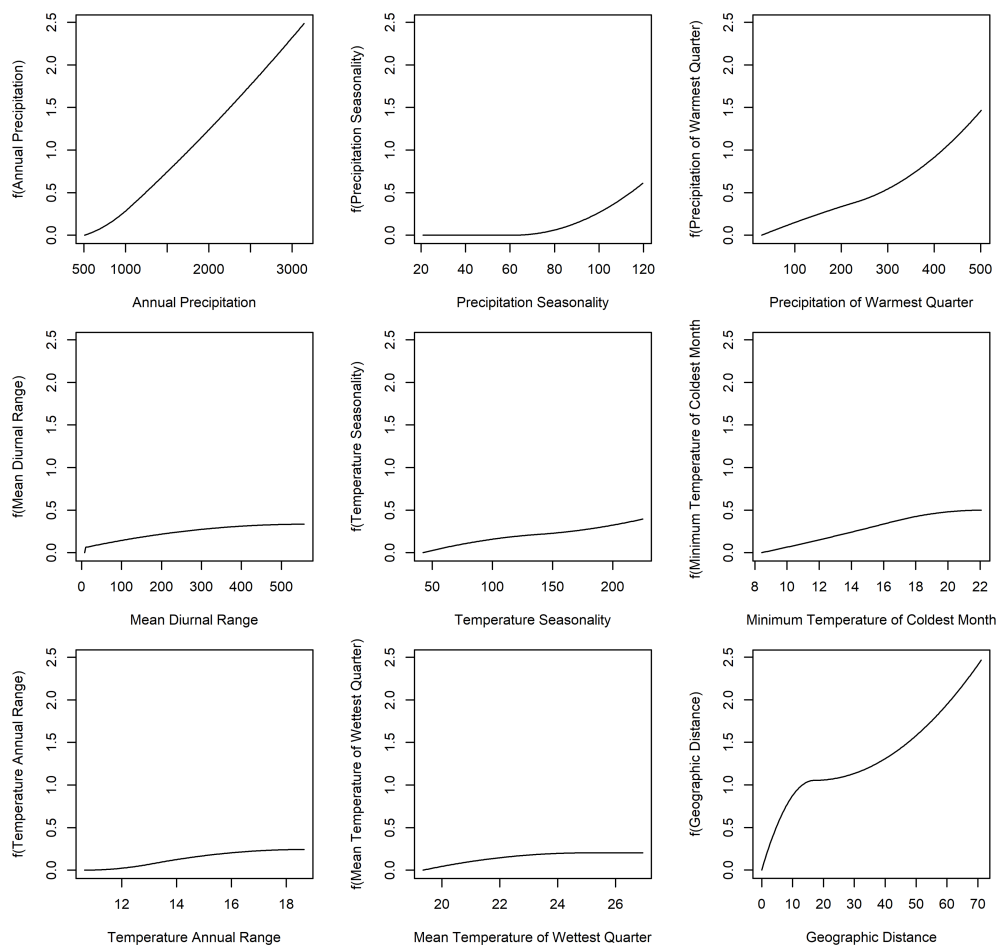 f(Annual Precipitation)
0.0 0.5 1.0 1.5 2.0 2.5
500 1000 2000 3000
Annual Precipitation
f(Precipitation Seasonality)
0.0 0.5 1.0 1.5 2.0 2.5
20 40 60 80 100 120
Precipitation Seasonality
f(Precipitation of Warmest Quarter)
0.0 0.5 1.0 1.5 2.0 2.5
100 200 300 400 500
Precipitation of Warmest Quarter
f(Mean Diurnal Range)
0.0 0.5 1.0 1.5 2.0 2.5
0 100 200 300 400 500
Mean Diurnal Range
f(Temperature Seasonality)
0.0 0.5 1.0 1.5 2.0 2.5
50 100 150 200
Temperature Seasonality
f(Minimum Temperature of Coldest Month
0.0 0.5 1.0 1.5 2.0 2.5
8 10 12 14 16 18 20 22
Minimum Temperature of Coldest Month
f(Temperature Annual Range)
0.0 0.5 1.0 1.5 2.0 2.5
12 14 16 18
Temperature Annual Range
f(Mean Temperature of Wettest Quarter)
0.0 0.5 1.0 1.5 2.0 2.5
20 22 24 26
Mean Temperature of Wettest Quarter
f(Geographic Distance)
0.0 0.5 1.0 1.5 2.0 2.5
0 10 20 30 40 50 60 70
Geographic Distance